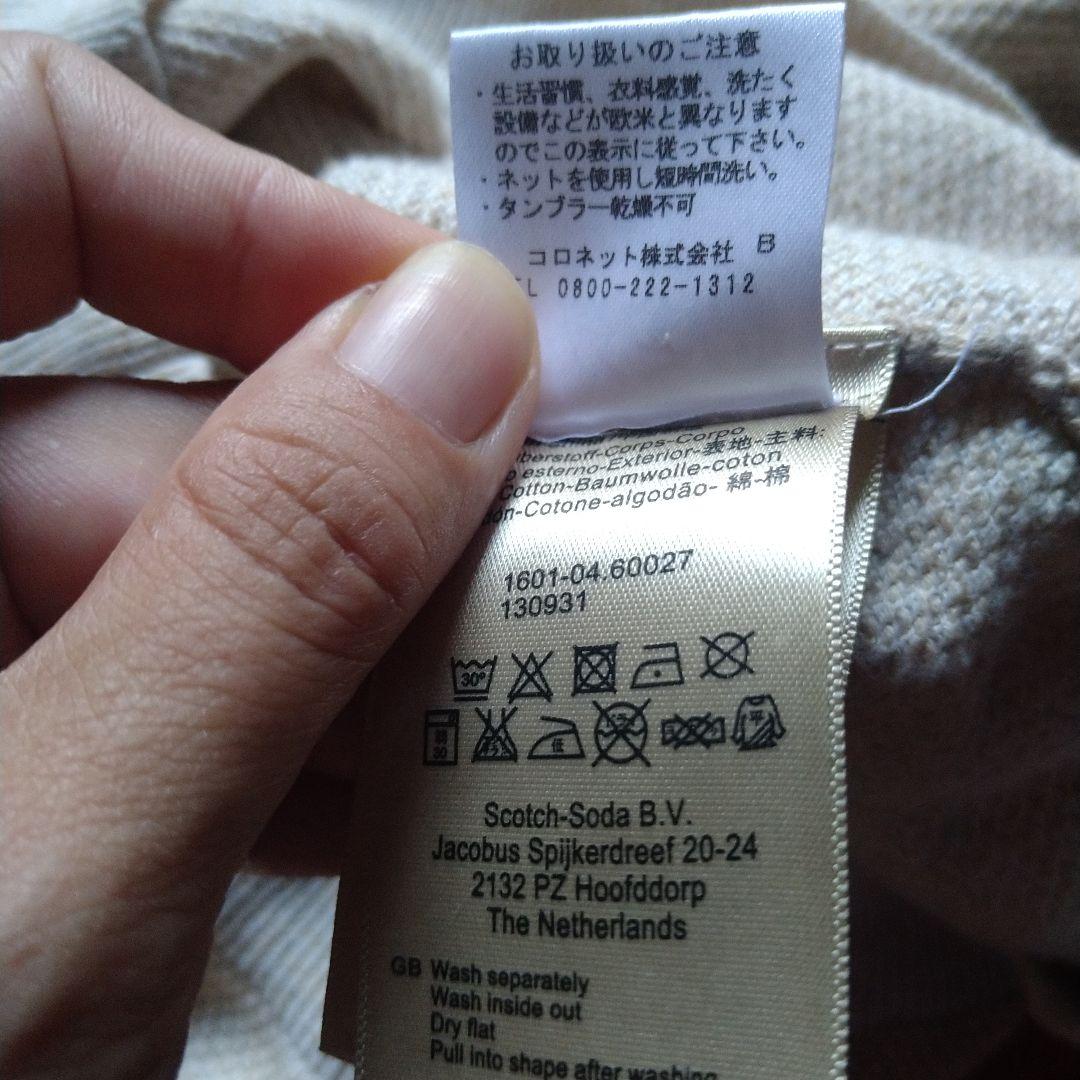 お取り扱いのご注意
・生活習慣、衣料感覚、洗たく
設備などが欧米と異なります
のでこの表示に従って下さい。
・ネットを使用し短時間洗い。
・タンブラー乾燥不可
コロネット株式会社 B
0800-222-1312
berstoff-Corps-Corpo
esterno-Exterior-表地-主料:
Cotton-Baumwolle-coton
ón-Cotone-algodão- 綿-棉
1601-04.60027
130931
30°
30
低
平
Scotch-Soda B.V.
Jacobus Spijkerdreef 20-24
2132 PZ Hoofddorp
The Netherlands
GB Wash separately
Wash inside out
Dry flat
Pull into shape after washing